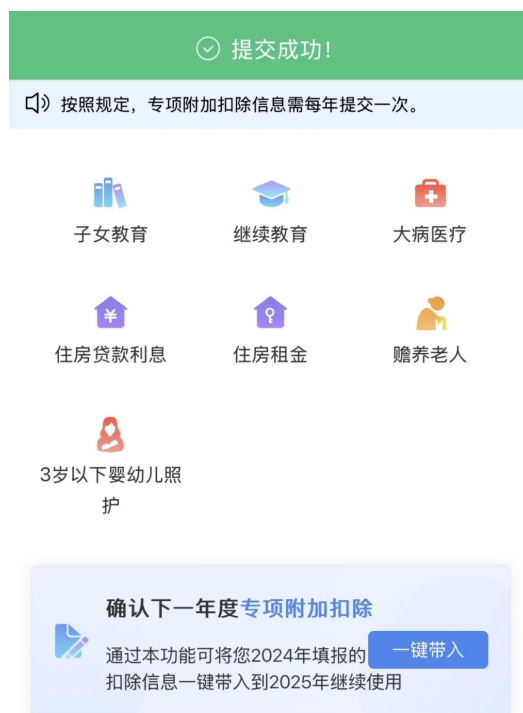 提交成功!
按照规定，专项附加扣除信息需每年提交一次。
子女教育 继续教育 大病医疗
¥
住房贷款利息 住房租金 赡养老人
3岁以下婴幼儿照
护
确认下一年度专项附加扣除
通过本功能可将您2024年填报的 一键带入
扣除信息一键带入到2025年继续使用